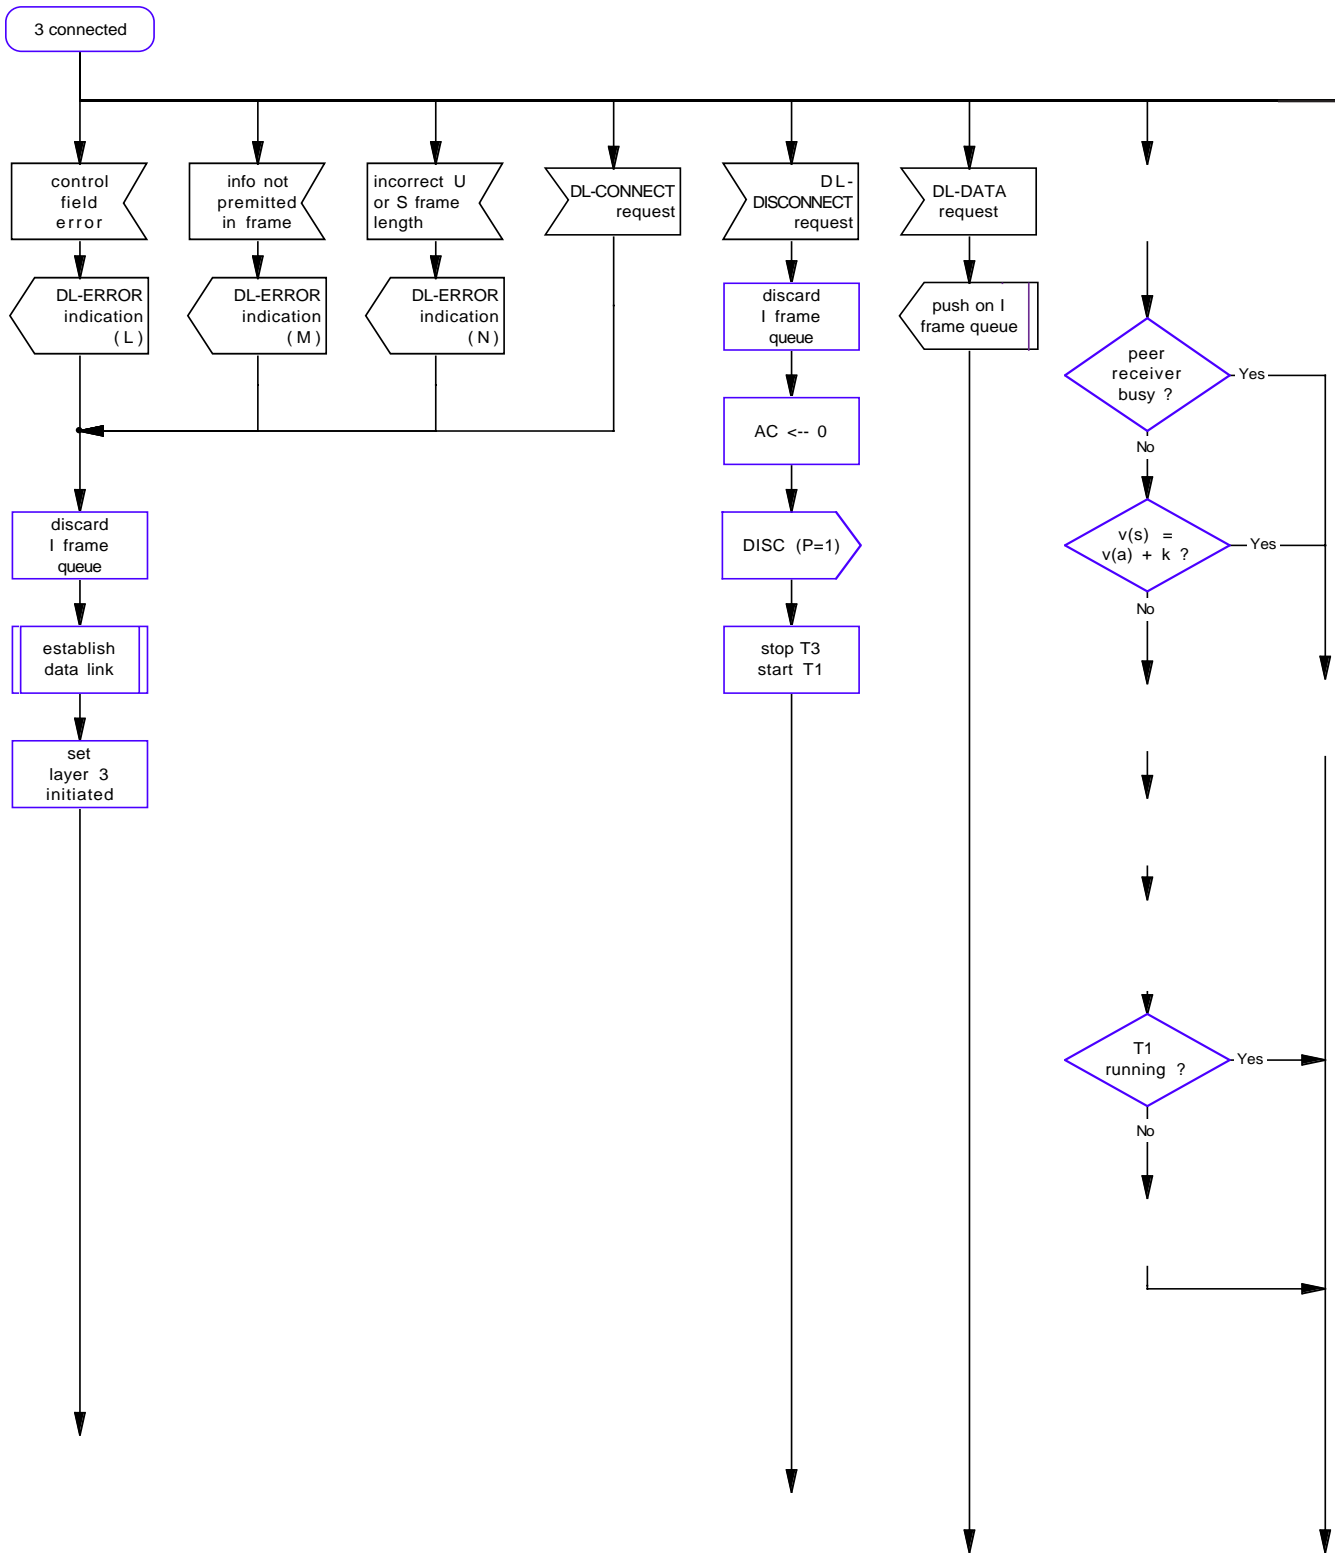 3 connected
control
field
error
info not
premitted
in frame
incorrect U
or S frame
length
DL-CONNECT
request
DL-
DISCONNECT
request
DL-DATA
request
DL-ERROR
indication
(L)
DL-ERROR
indication
(M)
DL-ERROR
indication
(N)
discard
I frame
queue
push on I
frame queue
peer
receiver
busy ?
Yes
No
AC <-- 0
discard
I frame
queue
DISC (P=1)
v(s) =
v(a) + k ?
Yes
No
establish
data link
stop T3
start T1
set
layer 3
initiated
T1
running ?
Yes
No